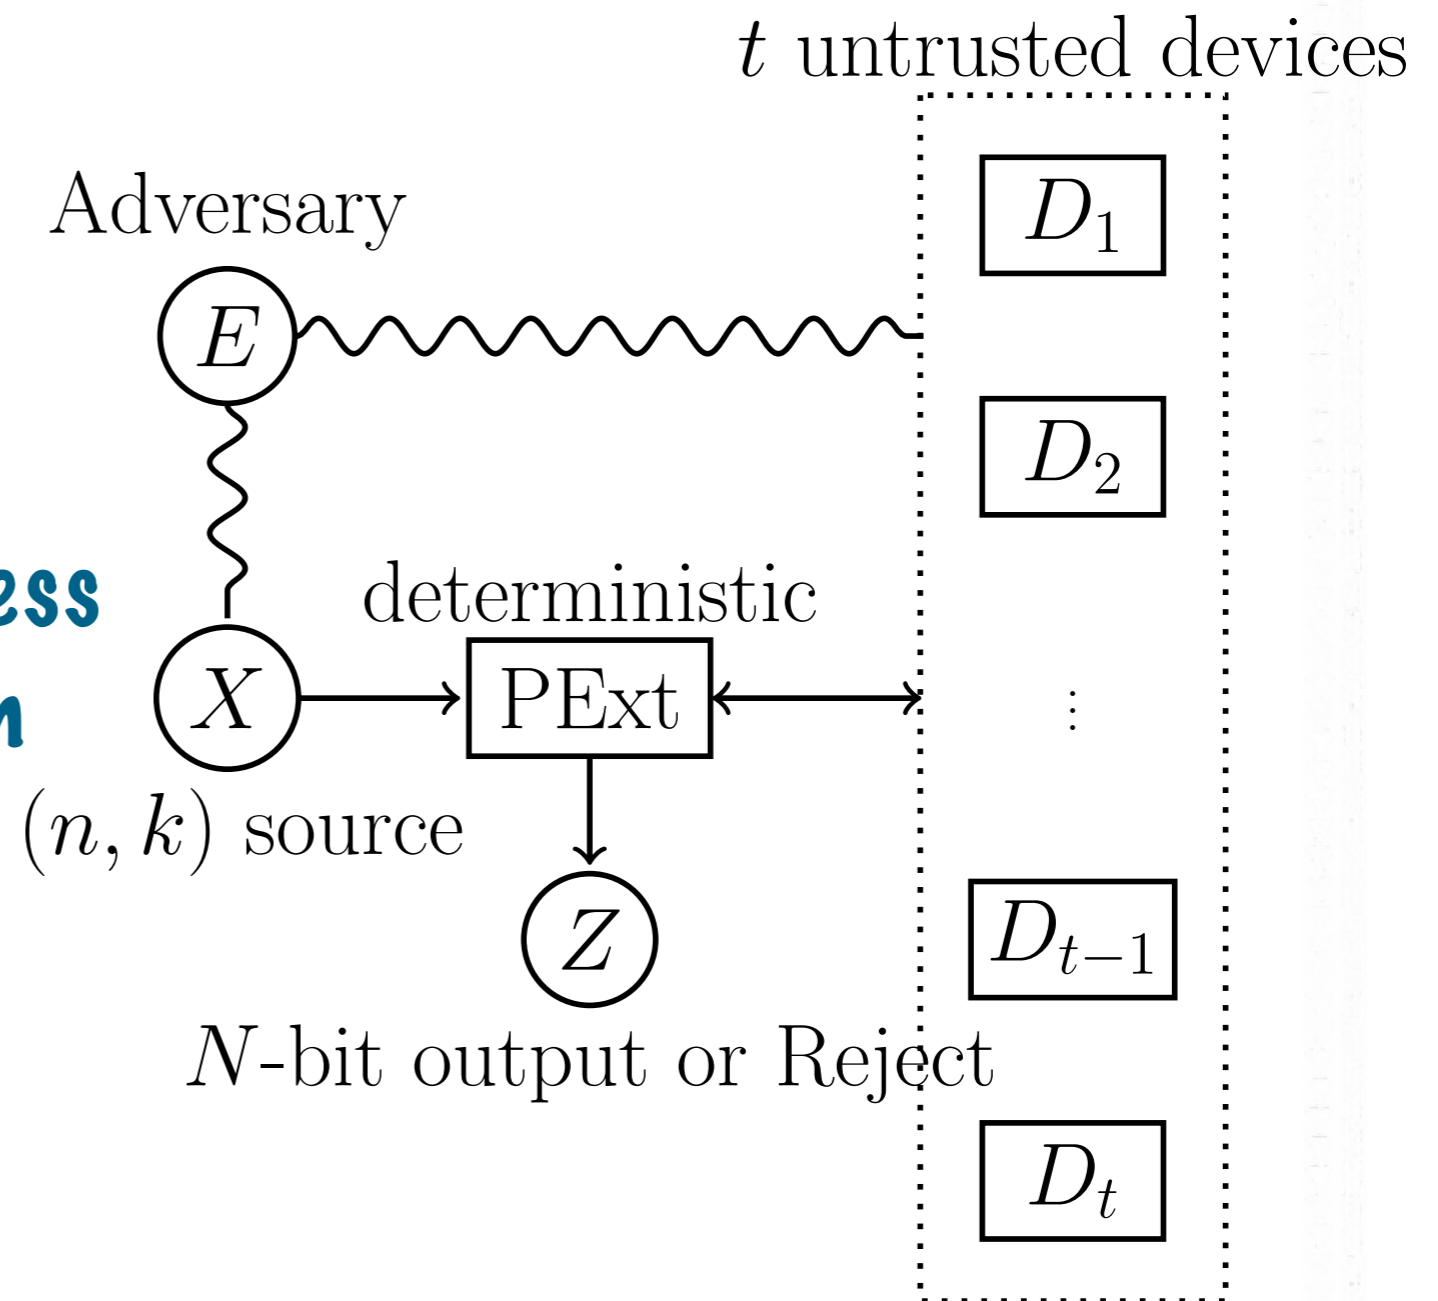 t untrusted devices
D₁
Adversary
E
D₂
deterministic
X
PExt
⋮
(n, k) source
Z
Dₜ₋₁
N-bit output or Reject
Dₜ